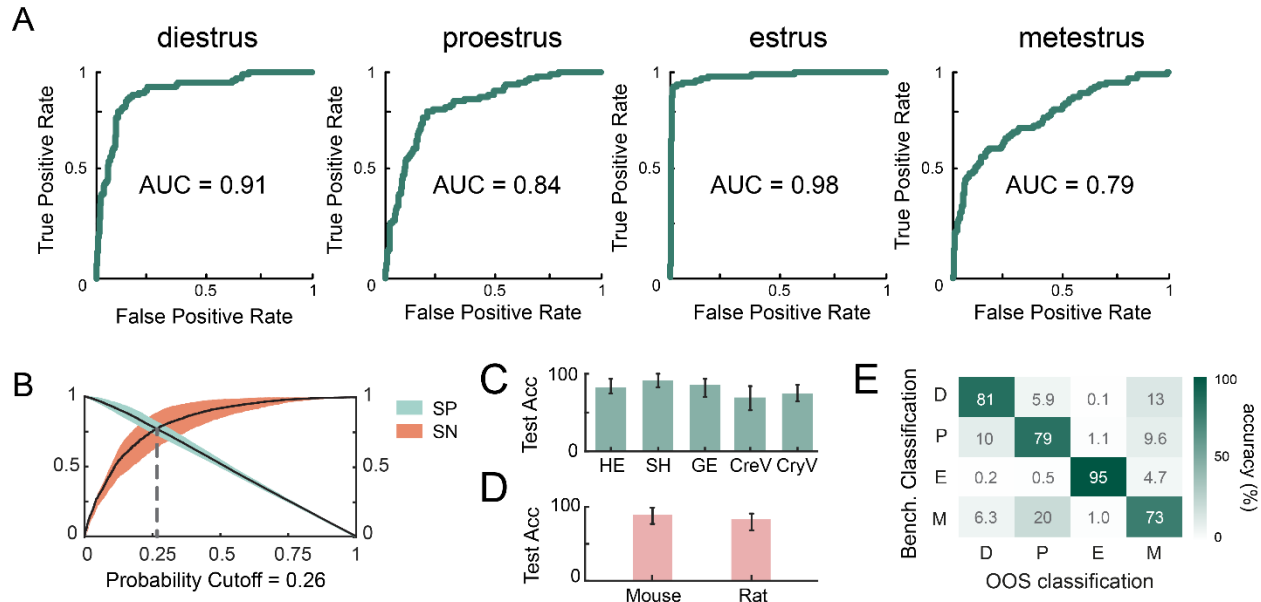 A
diestrus
proestrus
estrus
metestrus
True Positive Rate
1
0.5
0
AUC = 0.91
0.5
1
False Positive Rate
True Positive Rate
1
0.5
0
AUC = 0.84
0.5
1
False Positive Rate
True Positive Rate
1
0.5
0
AUC = 0.98
0.5
1
False Positive Rate
True Positive Rate
1
0.5
0
AUC = 0.79
0.5
1
False Positive Rate
B
1
0.5
0
1
0.5
0
0
0.25
0.5
0.75
1
Probability Cutoff = 0.26
SP
SN
C
Test Acc
100
0
HE SH GE CreV CryV
D
Test Acc
100
0
Mouse Rat
E
Bench. Classification
D 81 5.9 0.1 13
P 10 79 1.1 9.6
E 0.2 0.5 95 4.7
M 6.3 20 1.0 73
D P E M
OOS classification
100
50
0
accuracy (%)